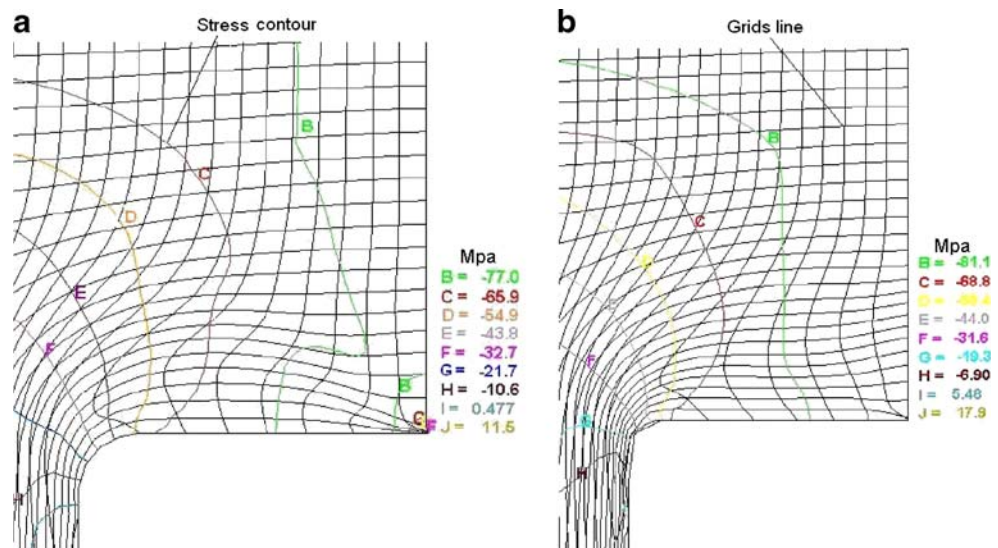 a
Stress contour
B
C
D
E
F
H
B
C
F
Mpa
B = -77.0
C = -65.9
D = -54.9
E = -43.8
F = -32.7
G = -21.7
H = -10.6
I = 0.477
J = 11.5
b
Grids line
B
C
D
E
F
G
H
Mpa
B = -81.1
C = -68.8
E = -44.0
F = -31.6
G = -19.3
H = -6.90
I = 5.48
J = 17.9